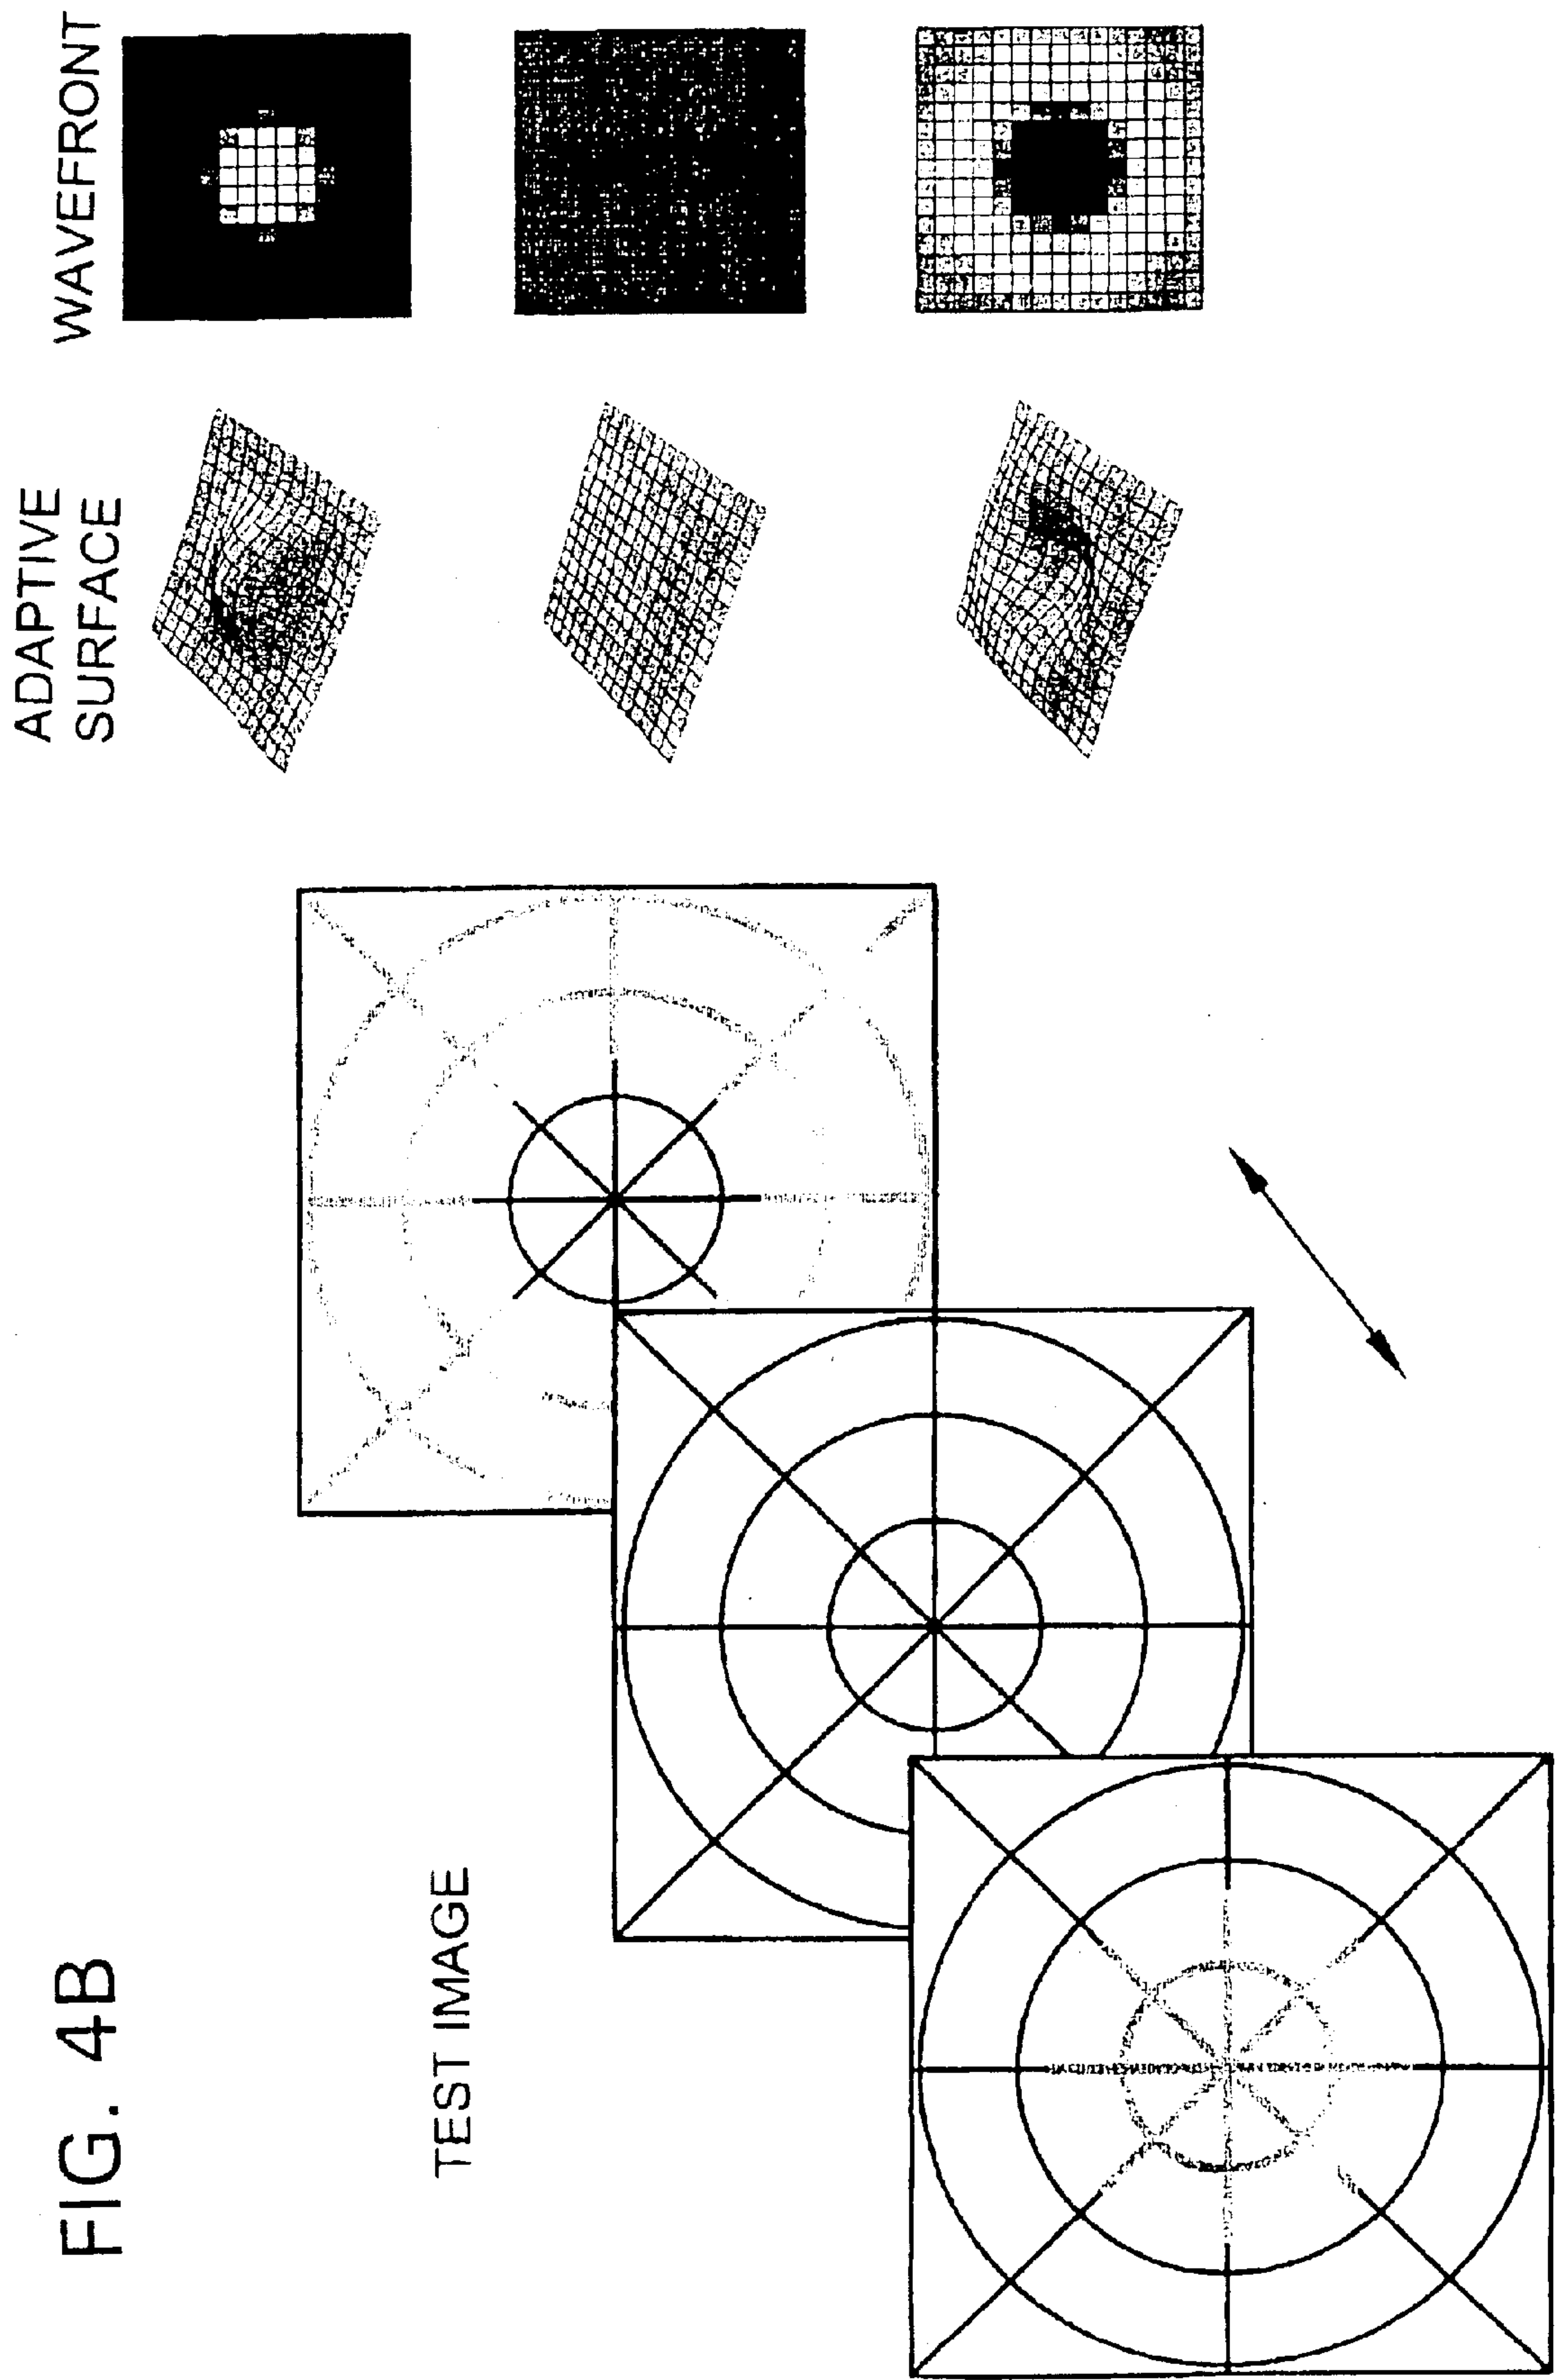 FIG. 4B
TEST IMAGE
ADAPTIVE
SURFACE
WAVEFRONT